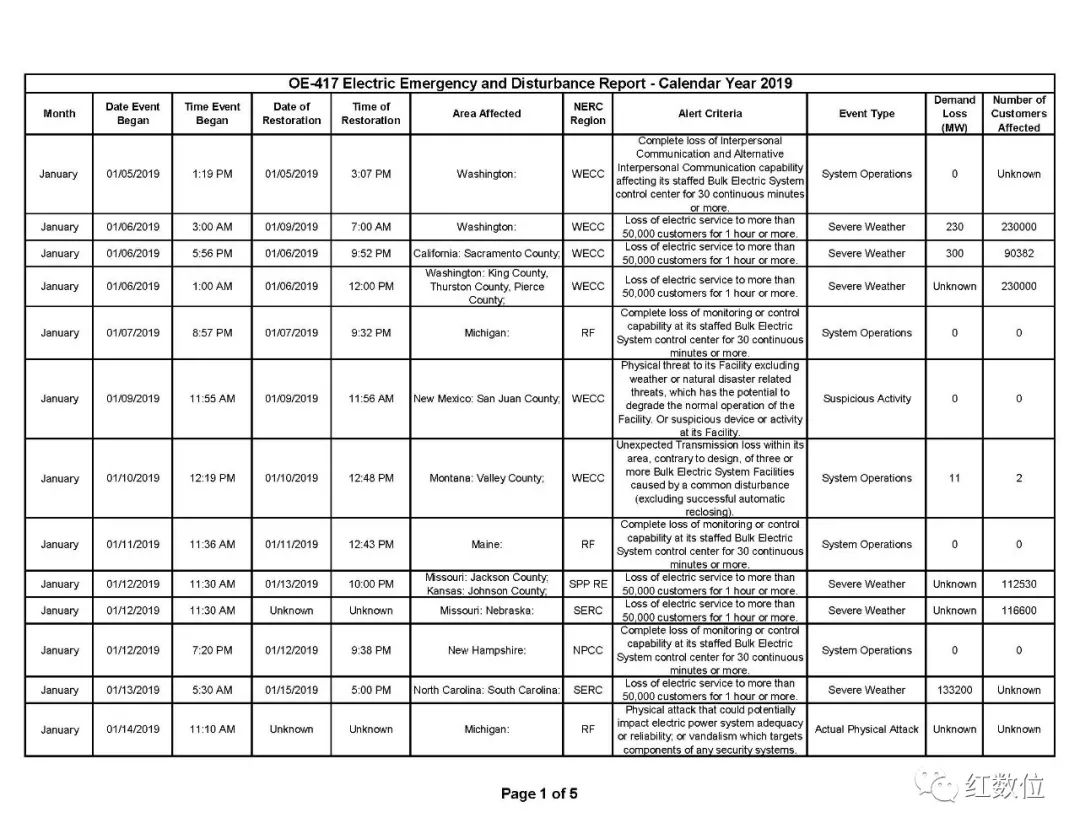 OE-417 Electric Emergency and Disturbance Report - Calendar Year 2019
Month Date Event Began Time Event Began Date of Restoration Time of Restoration Area Affected NERC Region Alert Criteria Event Type Demand Loss (MW) Number of Customers Affected
January 01/05/2019 1:19 PM 01/05/2019 3:07 PM Washington: WECC Complete loss of Interpersonal Communication and Alternative Interpersonal Communication capability affecting its staffed Bulk Electric System control center for 30 continuous minutes or more. System Operations 0 Unknown
January 01/06/2019 3:00 AM 01/09/2019 7:00 AM Washington: WECC Loss of electric service to more than 50,000 customers for 1 hour or more. Severe Weather 230 230000
January 01/06/2019 5:56 PM 01/06/2019 9:52 PM California: Sacramento County; WECC Loss of electric service to more than 50,000 customers for 1 hour or more. Severe Weather 300 90382
January 01/06/2019 1:00 AM 01/06/2019 12:00 PM Washington: King County, Thurston County, Pierce County; WECC Loss of electric service to more than 50,000 customers for 1 hour or more. Severe Weather Unknown 230000
January 01/07/2019 8:57 PM 01/07/2019 9:32 PM Michigan: RF Complete loss of monitoring or control capability at its staffed Bulk Electric System control center for 30 continuous minutes or more. System Operations 0 0
January 01/09/2019 11:55 AM 01/09/2019 11:56 AM New Mexico: San Juan County; WECC Physical threat to its Facility excluding weather or natural disaster related threats, which has the potential to degrade the normal operation of the Facility. Or suspicious device or activity at its Facility. Suspicious Activity 0 0
January 01/10/2019 12:19 PM 01/10/2019 12:48 PM Montana: Valley County; WECC Unexpected Transmission loss within its area, contrary to design, of three or more Bulk Electric System Facilities caused by a common disturbance (excluding successful automatic reclosing). System Operations 11 2
January 01/11/2019 11:36 AM 01/11/2019 12:43 PM Maine: RF Complete loss of monitoring or control capability at its staffed Bulk Electric System control center for 30 continuous minutes or more. System Operations 0 0
January 01/12/2019 11:30 AM 01/13/2019 10:00 PM Missouri: Jackson County; Kansas: Johnson County; SPP RE Loss of electric service to more than 50,000 customers for 1 hour or more. Severe Weather Unknown 112530
January 01/12/2019 11:30 AM Unknown Unknown Missouri: Nebraska: SERC Loss of electric service to more than 50,000 customers for 1 hour or more. Severe Weather Unknown 116600
January 01/12/2019 7:20 PM 01/12/2019 9:38 PM New Hampshire: NPCC Complete loss of monitoring or control capability at its staffed Bulk Electric System control center for 30 continuous minutes or more. System Operations 0 0
January 01/13/2019 5:30 AM 01/15/2019 5:00 PM North Carolina: South Carolina: SERC Loss of electric service to more than 50,000 customers for 1 hour or more. Severe Weather 133200 Unknown
January 01/14/2019 11:10 AM Unknown Unknown Michigan: RF Physical attack that could potentially impact electric power system adequacy or reliability; or vandalism which targets components of any security systems. Actual Physical Attack Unknown Unknown
Page 1 of 5
红数位